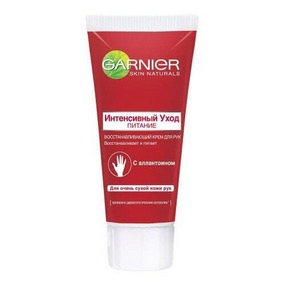 GARNIER
SKIN NATURALS
Интенсивный Уход
ПИТАНИЕ
ВОССТАНАВЛИВАЮЩИЙ КРЕМ ДЛЯ РУК
Восстанавливает и питает
С аллантоином
Для очень сухой кожи рук